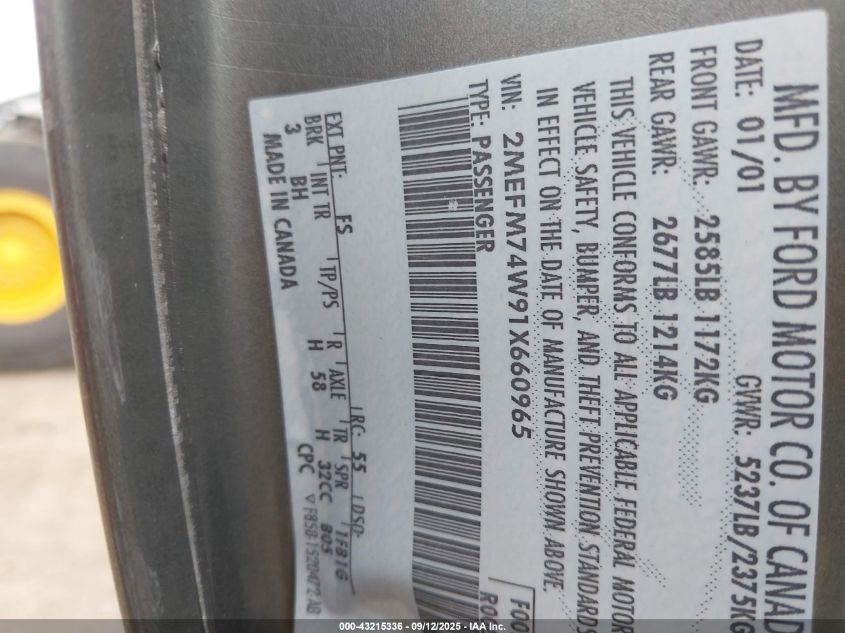 MFD. BY FORD MOTOR CO. OF CANADA
DATE: 01/01 GVWR: 5237LB/2375KG
FRONT GAWR: 2585LB 1172KG
REAR GAWR: 2677LB 1214KG
THIS VEHICLE CONFORMS TO ALL APPLICABLE FEDERAL MOTOR
VEHICLE SAFETY, BUMPER, AND THEFT PREVENTION STANDARDS
IN EFFECT ON THE DATE OF MANUFACTURE SHOWN ABOVE.
VIN: 2MEFM74W91X660965 F00
TYPE: PASSENGER
EXT PNT: FS RC: 55 DSO:
BRK INT TR TP/PS R AXLE TR SPR 1F81G
3 BH H 58 H 32CC B05
MADE IN CANADA CPC
000-43215336 - 09/12/2025 - IAA Inc.